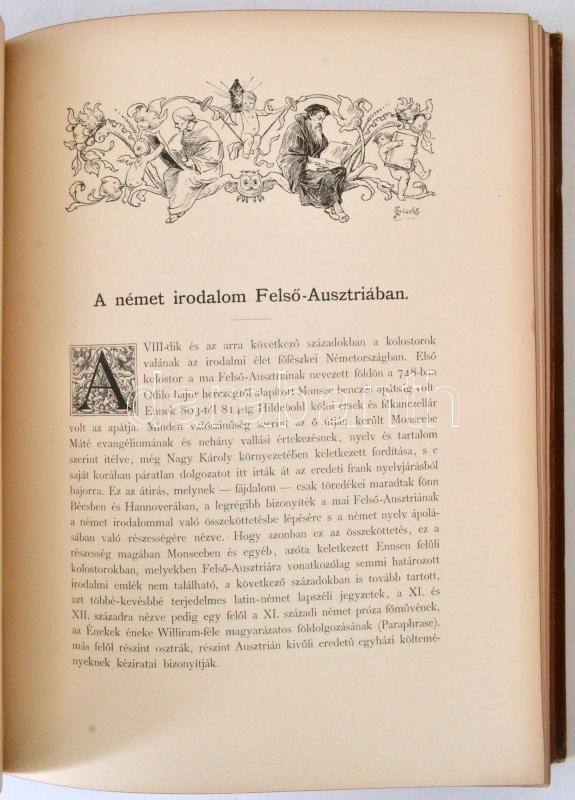 A német irodalom Felső-Ausztriában.
A VIII-dik és az arra következő századokban a kolostorok
valának az irodalmi élet főfészkei Németországban. Első
kolostor a ma Felső-Ausztriának nevezett földön a 748-ban
Odilo bajor herczegtől alapított Monsee benczés apátság volt
Ennek 803-tól 814-ig Hildebold kölni érsek és főkanczellár
volt az apátja. Minden valószínűség szerint az ő útján került Monseebe
Máté evangéliumának és nehány vallási értekezésnek, nyelv és tartalom
szerint itélve, még Nagy Károly környezetében keletkezett fordítása, s e
saját korában páratlan dolgozatot itt irták át az eredeti frank nyelvjárásból
bajorra. Ez az átirás, melynek — fájdalom — csak töredékei maradtak fönn
Bécsben és Hannoverában, a legrégibb bizonyíték a mai Felső-Ausztriának
a német irodalommal való összeköttetésbe lépésére s a német nyelv ápolá-
sában való részességére nézve. Hogy azonban ez az összeköttetés, ez a
részesség magában Monseeben és egyéb, azóta keletkezett Ennsen felűli
kolostorokban, melyekben Felső-Ausztriára vonatkozólag semmi határozott
irodalmi emlék nem található, a következő századokban is tovább tartott,
azt többé-kevésbbé terjedelmes latin-német lapszéli jegyzetek, a XI. és
XII. századra nézve pedig egy felől a XI. századi német próza főművének,
az Énekek éneke Williram-féle magyarázatos földolgozásának (Paraphrase).
más felől részint osztrák, részint Ausztrián kivűli eredetű egyházi költemé-
nyeknek kéziratai bizonyítják.